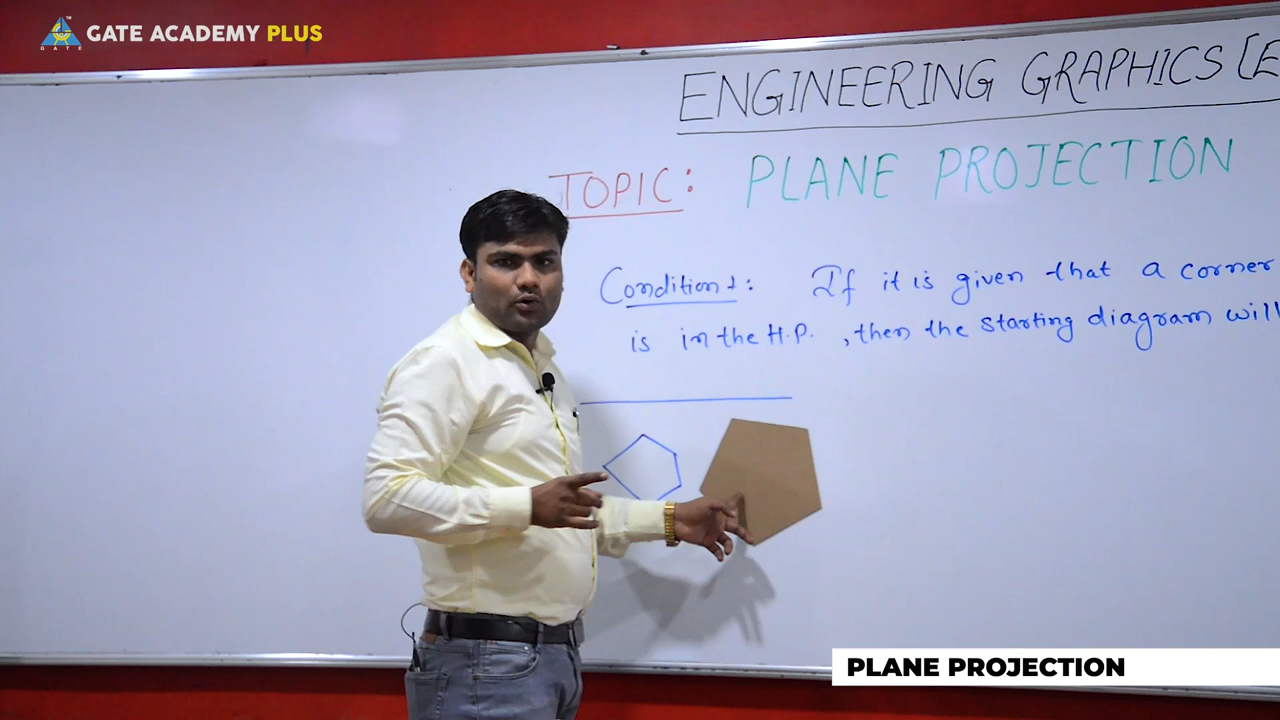 GATE ACADEMY PLUS
GATE
ENGINEERING GRAPHICS (E
TOPIC: PLANE PROJECTION
Condition 1: If it is given that a corner
is in the H.P. , then the starting diagram will
PLANE PROJECTION